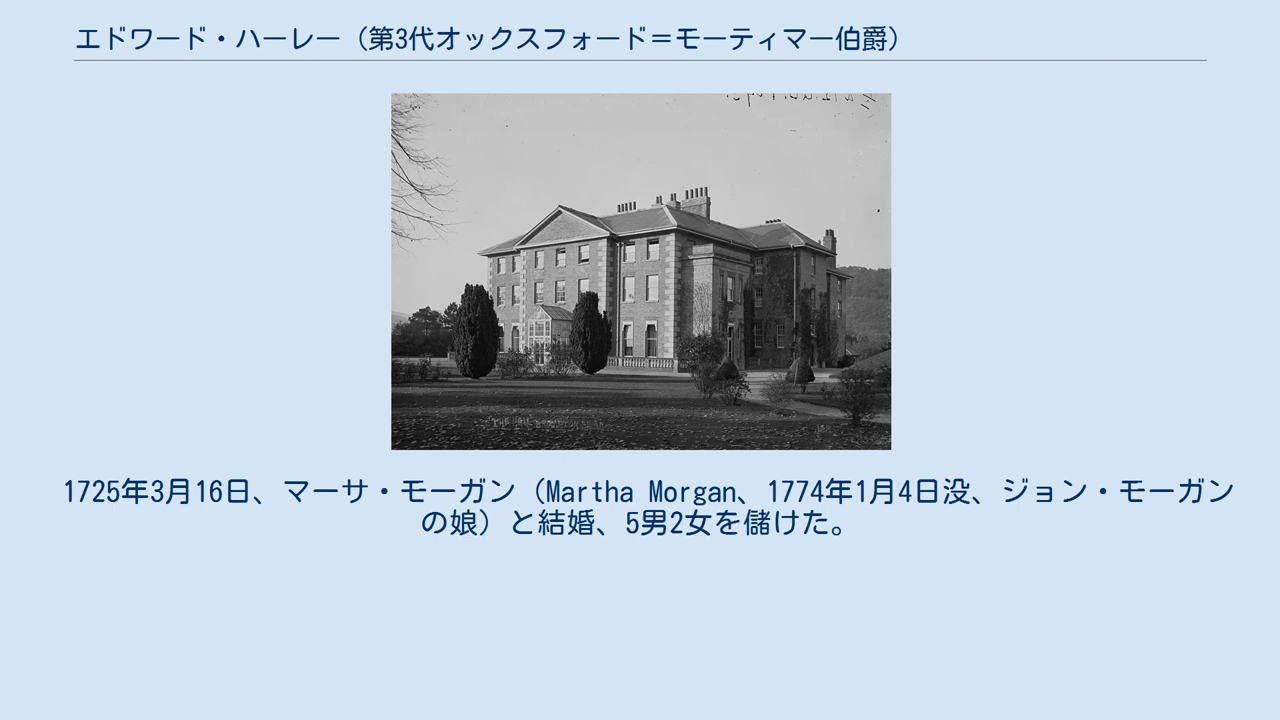 エドワード・ハーレー（第3代オックスフォード＝モーティマー伯爵）
1725年3月16日、マーサ・モーガン（Martha Morgan、1774年1月4日没、ジョン・モーガン
の娘）と結婚、5男2女を儲けた。